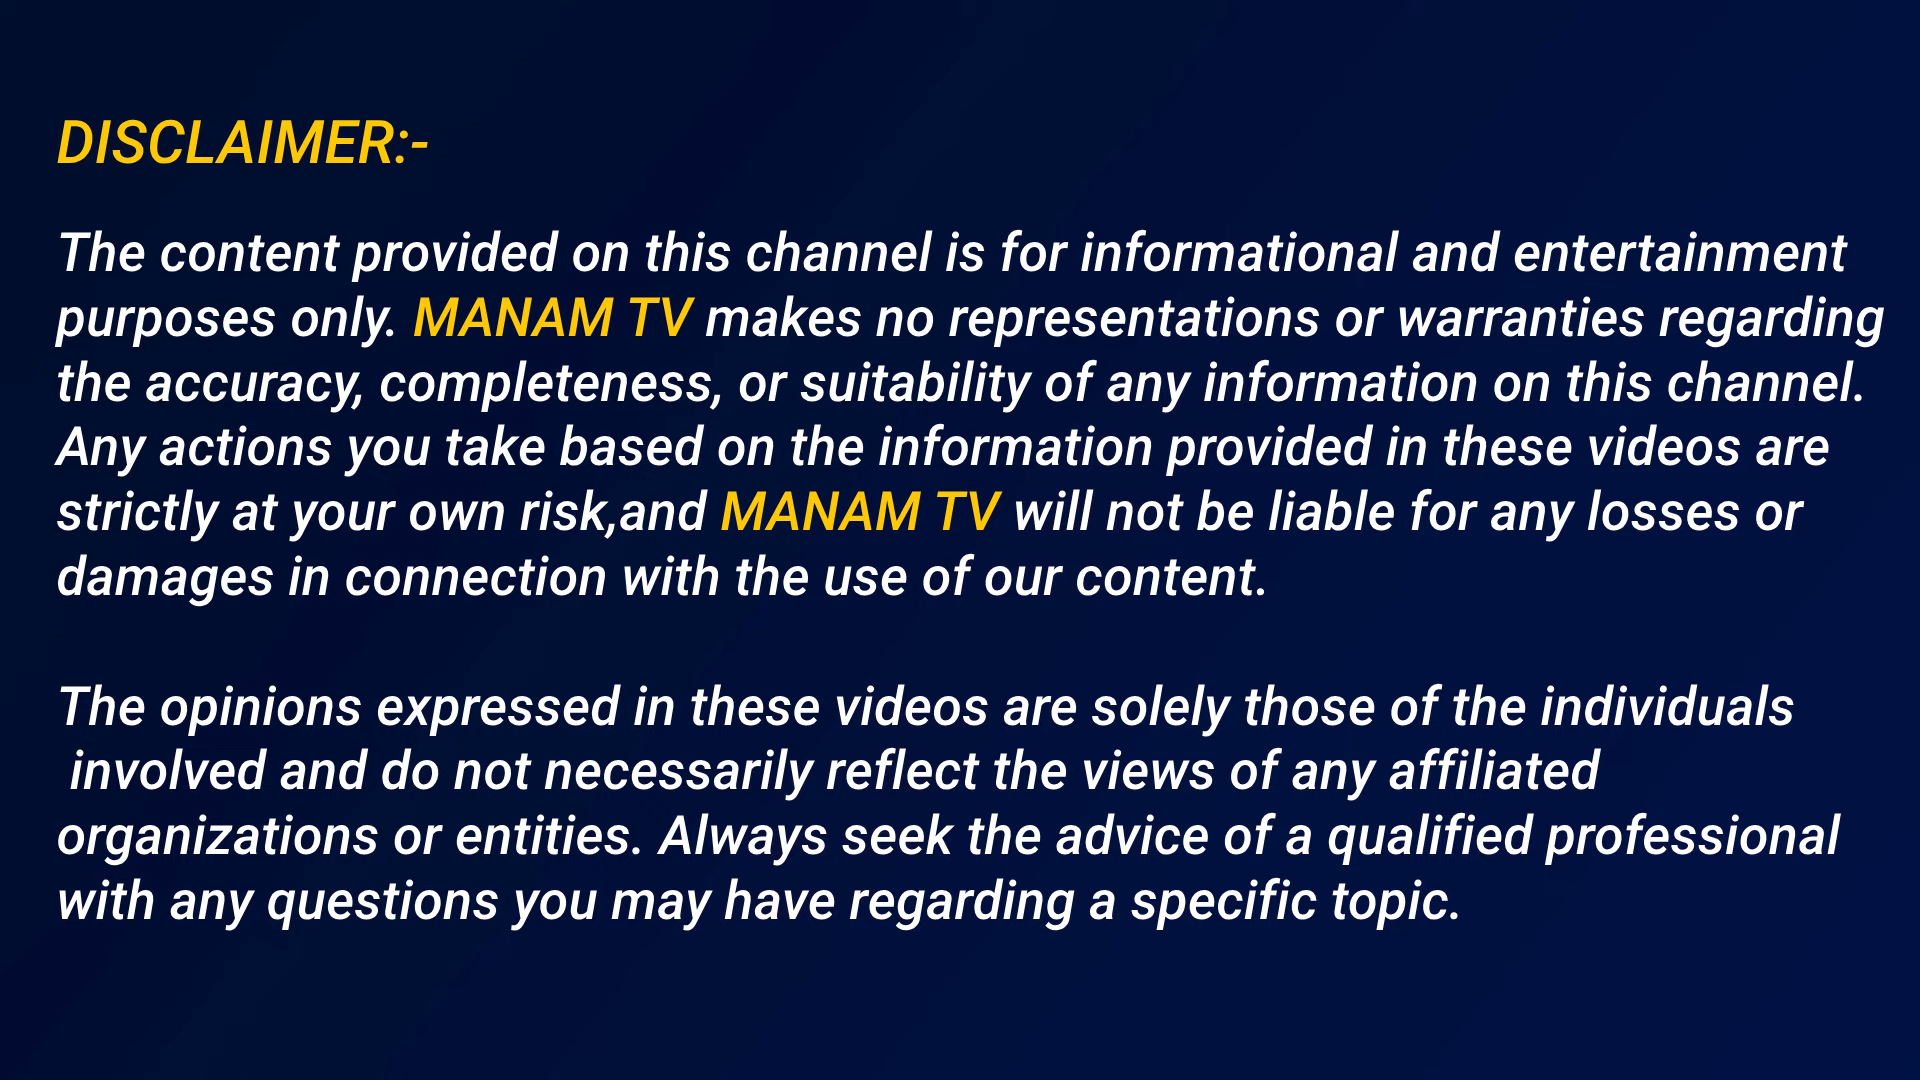 DISCLAIMER:-
The content provided on this channel is for informational and entertainment
purposes only. MANAM TV makes no representations or warranties regarding
the accuracy, completeness, or suitability of any information on this channel.
Any actions you take based on the information provided in these videos are
strictly at your own risk,and MANAM TV will not be liable for any losses or
damages in connection with the use of our content.
The opinions expressed in these videos are solely those of the individuals
involved and do not necessarily reflect the views of any affiliated
organizations or entities. Always seek the advice of a qualified professional
with any questions you may have regarding a specific topic.